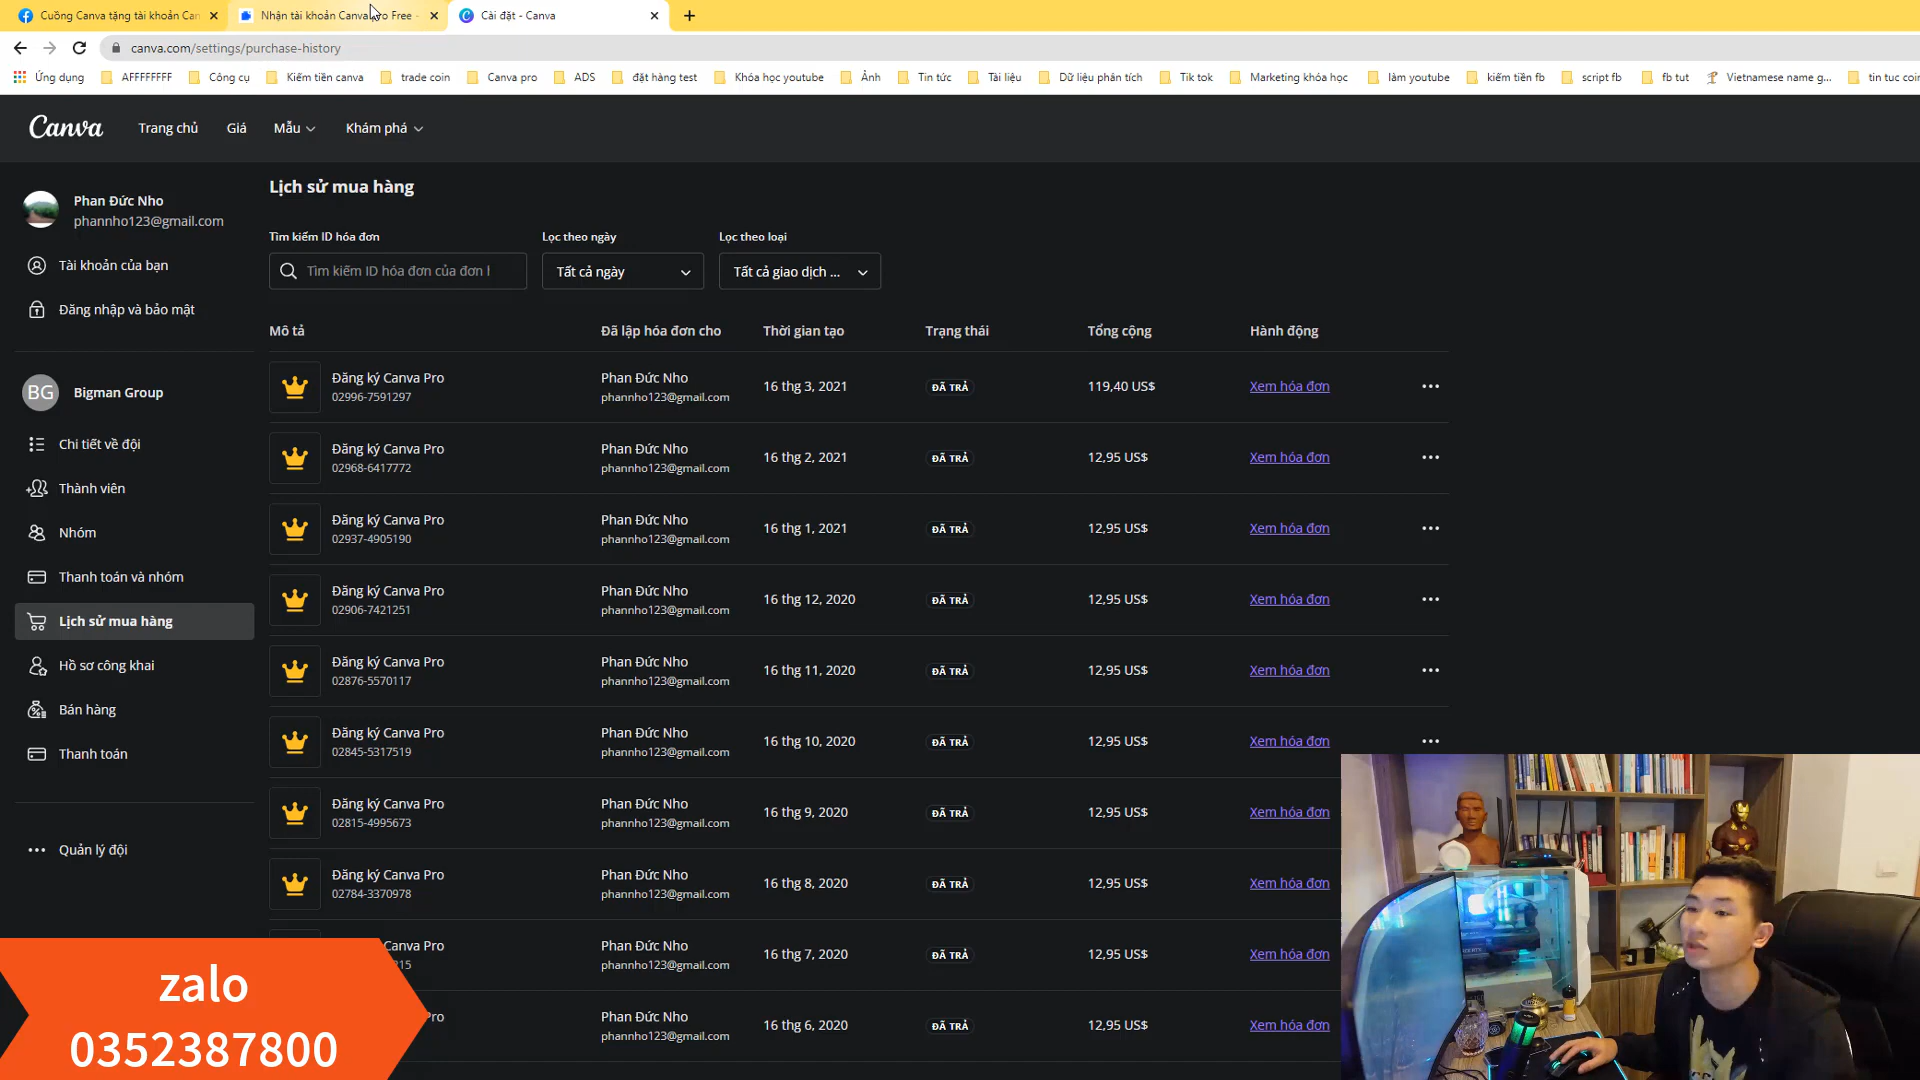 Cuồng Canva tặng tài khoản Can
Nhận tài khoản Canva Pro Free -
Cài đặt - Canva
canva.com/settings/purchase-history
Ứng dụng
AFFFFFFFF
Công cụ
Kiếm tiền canva
trade coin
Canva pro
ADS
đặt hàng test
Khóa học youtube
Ảnh
Tin tức
Tài liệu
Dữ liệu phân tích
Tik tok
Marketing khóa học
làm youtube
kiếm tiền fb
script fb
fb tut
Vietnamese name g...
tin tuc coin
Canva
Trang chủ
Giá
Mẫu
Khám phá
Phan Đức Nho
phannho123@gmail.com
Tài khoản của bạn
Đăng nhập và bảo mật
BG
Bigman Group
Chi tiết về đội
Thành viên
Nhóm
Thanh toán và nhóm
Lịch sử mua hàng
Hồ sơ công khai
Bán hàng
Thanh toán
Quản lý đội
Lịch sử mua hàng
Tìm kiếm ID hóa đơn
Lọc theo ngày
Lọc theo loại
Tìm kiếm ID hóa đơn của đơn
Tất cả ngày
Tất cả giao dịch ...
Mô tả
Đã lập hóa đơn cho
Thời gian tạo
Trạng thái
Tổng cộng
Hành động
Đăng ký Canva Pro
02996-7591297
Phan Đức Nho
phannho123@gmail.com
16 thg 3, 2021
ĐÃ TRẢ
119,40 US$
Xem hóa đơn
Đăng ký Canva Pro
02968-6417772
Phan Đức Nho
phannho123@gmail.com
16 thg 2, 2021
ĐÃ TRẢ
12,95 US$
Xem hóa đơn
Đăng ký Canva Pro
02937-4905190
Phan Đức Nho
phannho123@gmail.com
16 thg 1, 2021
ĐÃ TRẢ
12,95 US$
Xem hóa đơn
Đăng ký Canva Pro
02906-7421251
Phan Đức Nho
phannho123@gmail.com
16 thg 12, 2020
ĐÃ TRẢ
12,95 US$
Xem hóa đơn
Đăng ký Canva Pro
02876-5570117
Phan Đức Nho
phannho123@gmail.com
16 thg 11, 2020
ĐÃ TRẢ
12,95 US$
Xem hóa đơn
Đăng ký Canva Pro
02845-5317519
Phan Đức Nho
phannho123@gmail.com
16 thg 10, 2020
ĐÃ TRẢ
12,95 US$
Xem hóa đơn
Đăng ký Canva Pro
02815-4995673
Phan Đức Nho
phannho123@gmail.com
16 thg 9, 2020
ĐÃ TRẢ
12,95 US$
Xem hóa đơn
Đăng ký Canva Pro
02784-3370978
Phan Đức Nho
phannho123@gmail.com
16 thg 8, 2020
ĐÃ TRẢ
12,95 US$
Xem hóa đơn
Canva Pro
Phan Đức Nho
phannho123@gmail.com
16 thg 7, 2020
ĐÃ TRẢ
12,95 US$
Xem hóa đơn
Pro
Phan Đức Nho
phannho123@gmail.com
16 thg 6, 2020
ĐÃ TRẢ
12,95 US$
Xem hóa đơn
zalo
0352387800